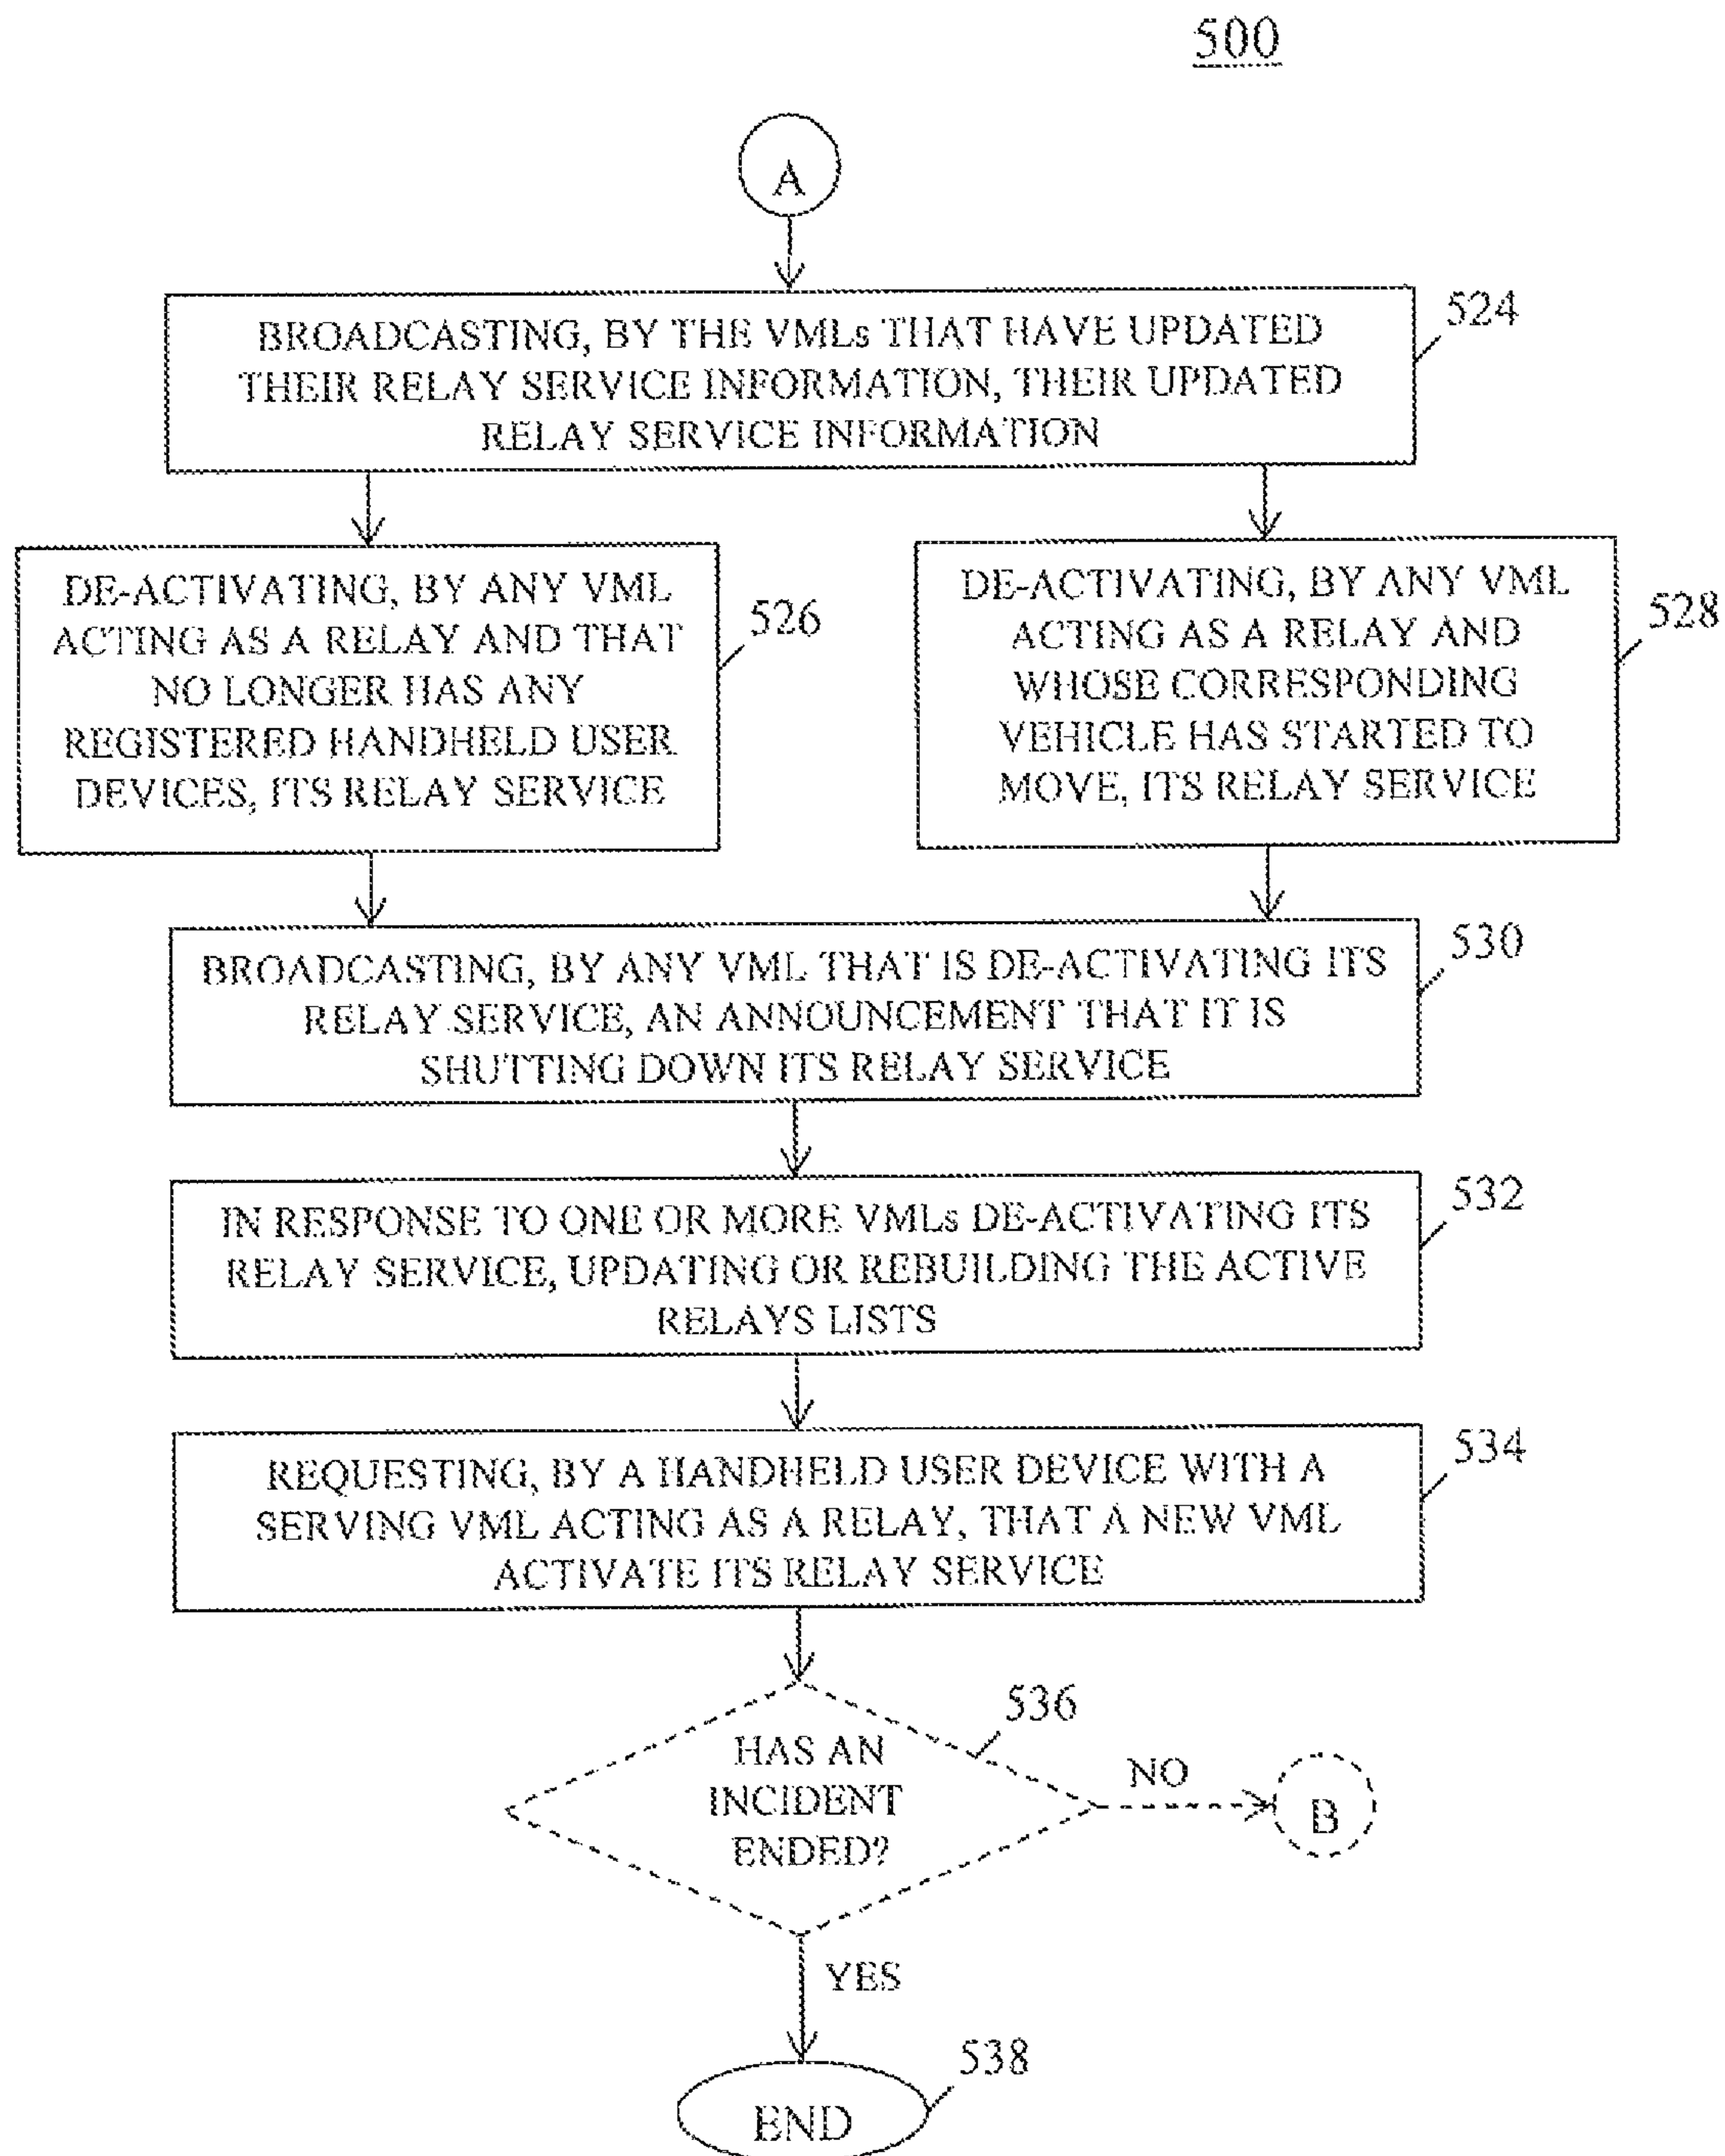 500
A
BROADCASTING, BY THE VMLs THAT HAVE UPDATED
THEIR RELAY SERVICE INFORMATION, THEIR UPDATED
RELAY SERVICE INFORMATION
524
DE-ACTIVATING, BY ANY VML
ACTING AS A RELAY AND THAT
NO LONGER HAS ANY
REGISTERED HANDHELD USER
DEVICES, ITS RELAY SERVICE
526
DE-ACTIVATING, BY ANY VML
ACTING AS A RELAY AND
WHOSE CORRESPONDING
VEHICLE HAS STARTED TO
MOVE, ITS RELAY SERVICE
528
BROADCASTING, BY ANY VML THAT IS DE-ACTIVATING ITS
RELAY SERVICE, AN ANNOUNCEMENT THAT IT IS
SHUTTING DOWN ITS RELAY SERVICE
530
IN RESPONSE TO ONE OR MORE VMLs DE-ACTIVATING ITS
RELAY SERVICE, UPDATING OR REBUILDING THE ACTIVE
RELAYS LISTS
532
REQUESTING, BY A HANDHELD USER DEVICE WITH A
SERVING VML ACTING AS A RELAY, THAT A NEW VML
ACTIVATE ITS RELAY SERVICE
534
HAS AN
INCIDENT
ENDED?
536
NO
B
YES
END
538